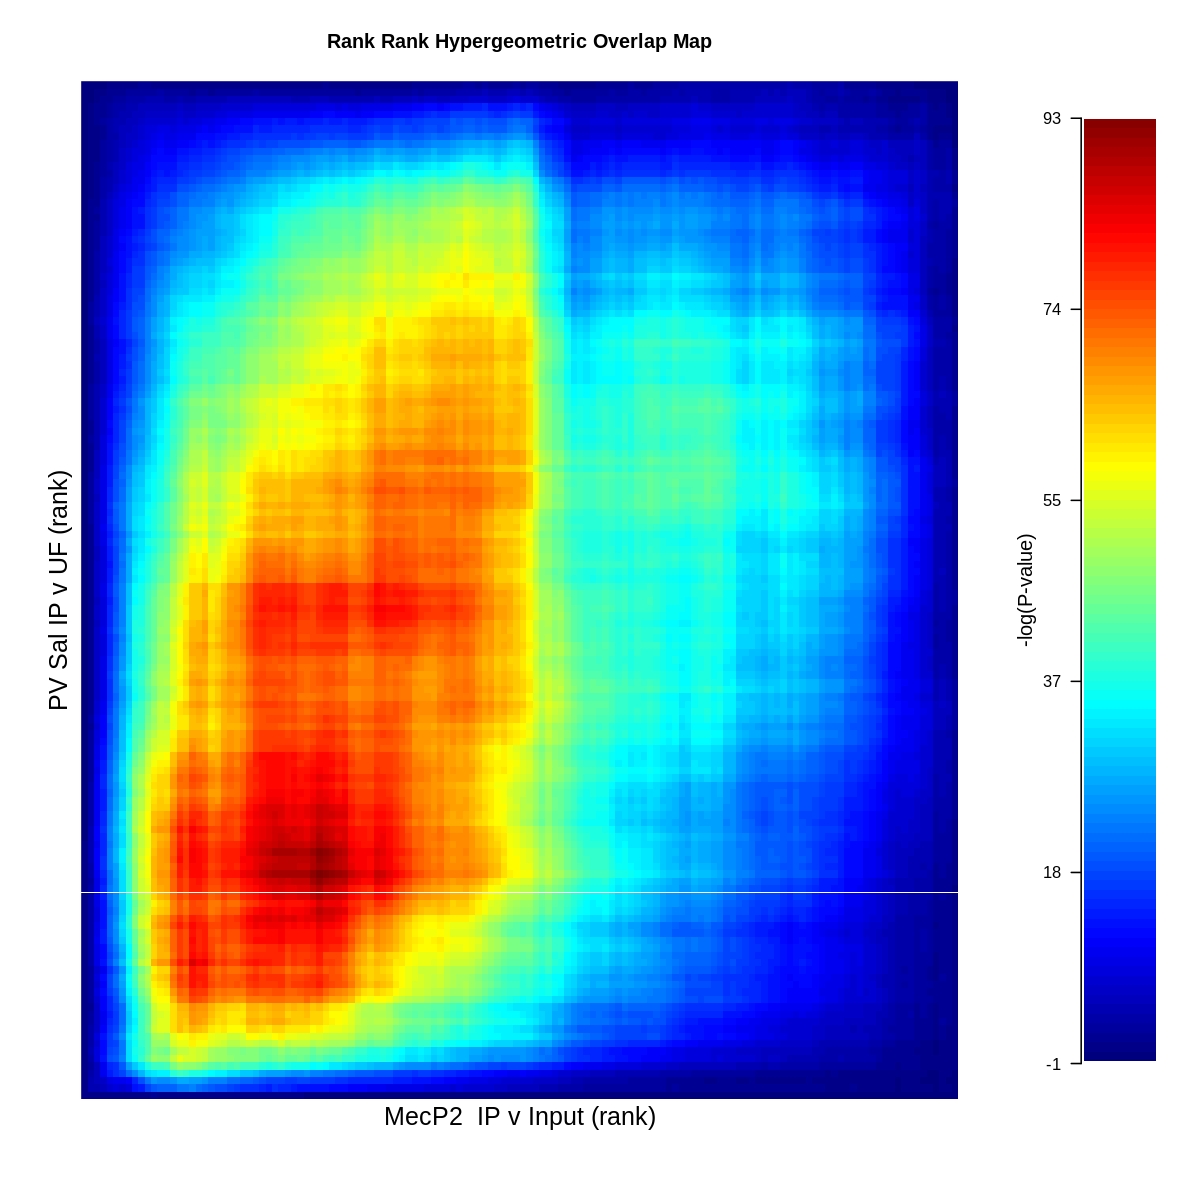 Rank Rank Hypergeometric Overlap Map
93
74
55
37
18
-1
-log(P-value)
PV Sal IP v UF (rank)
MecP2  IP v Input (rank)